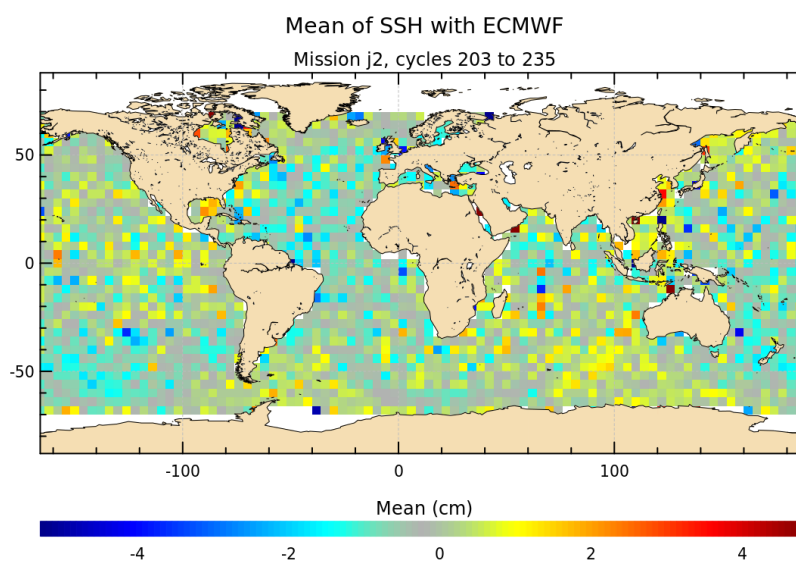 Mean of SSH with ECMWF
Mission j2, cycles 203 to 235
50
0
-50
-100 0 100
Mean (cm)
-4 -2 0 2 4